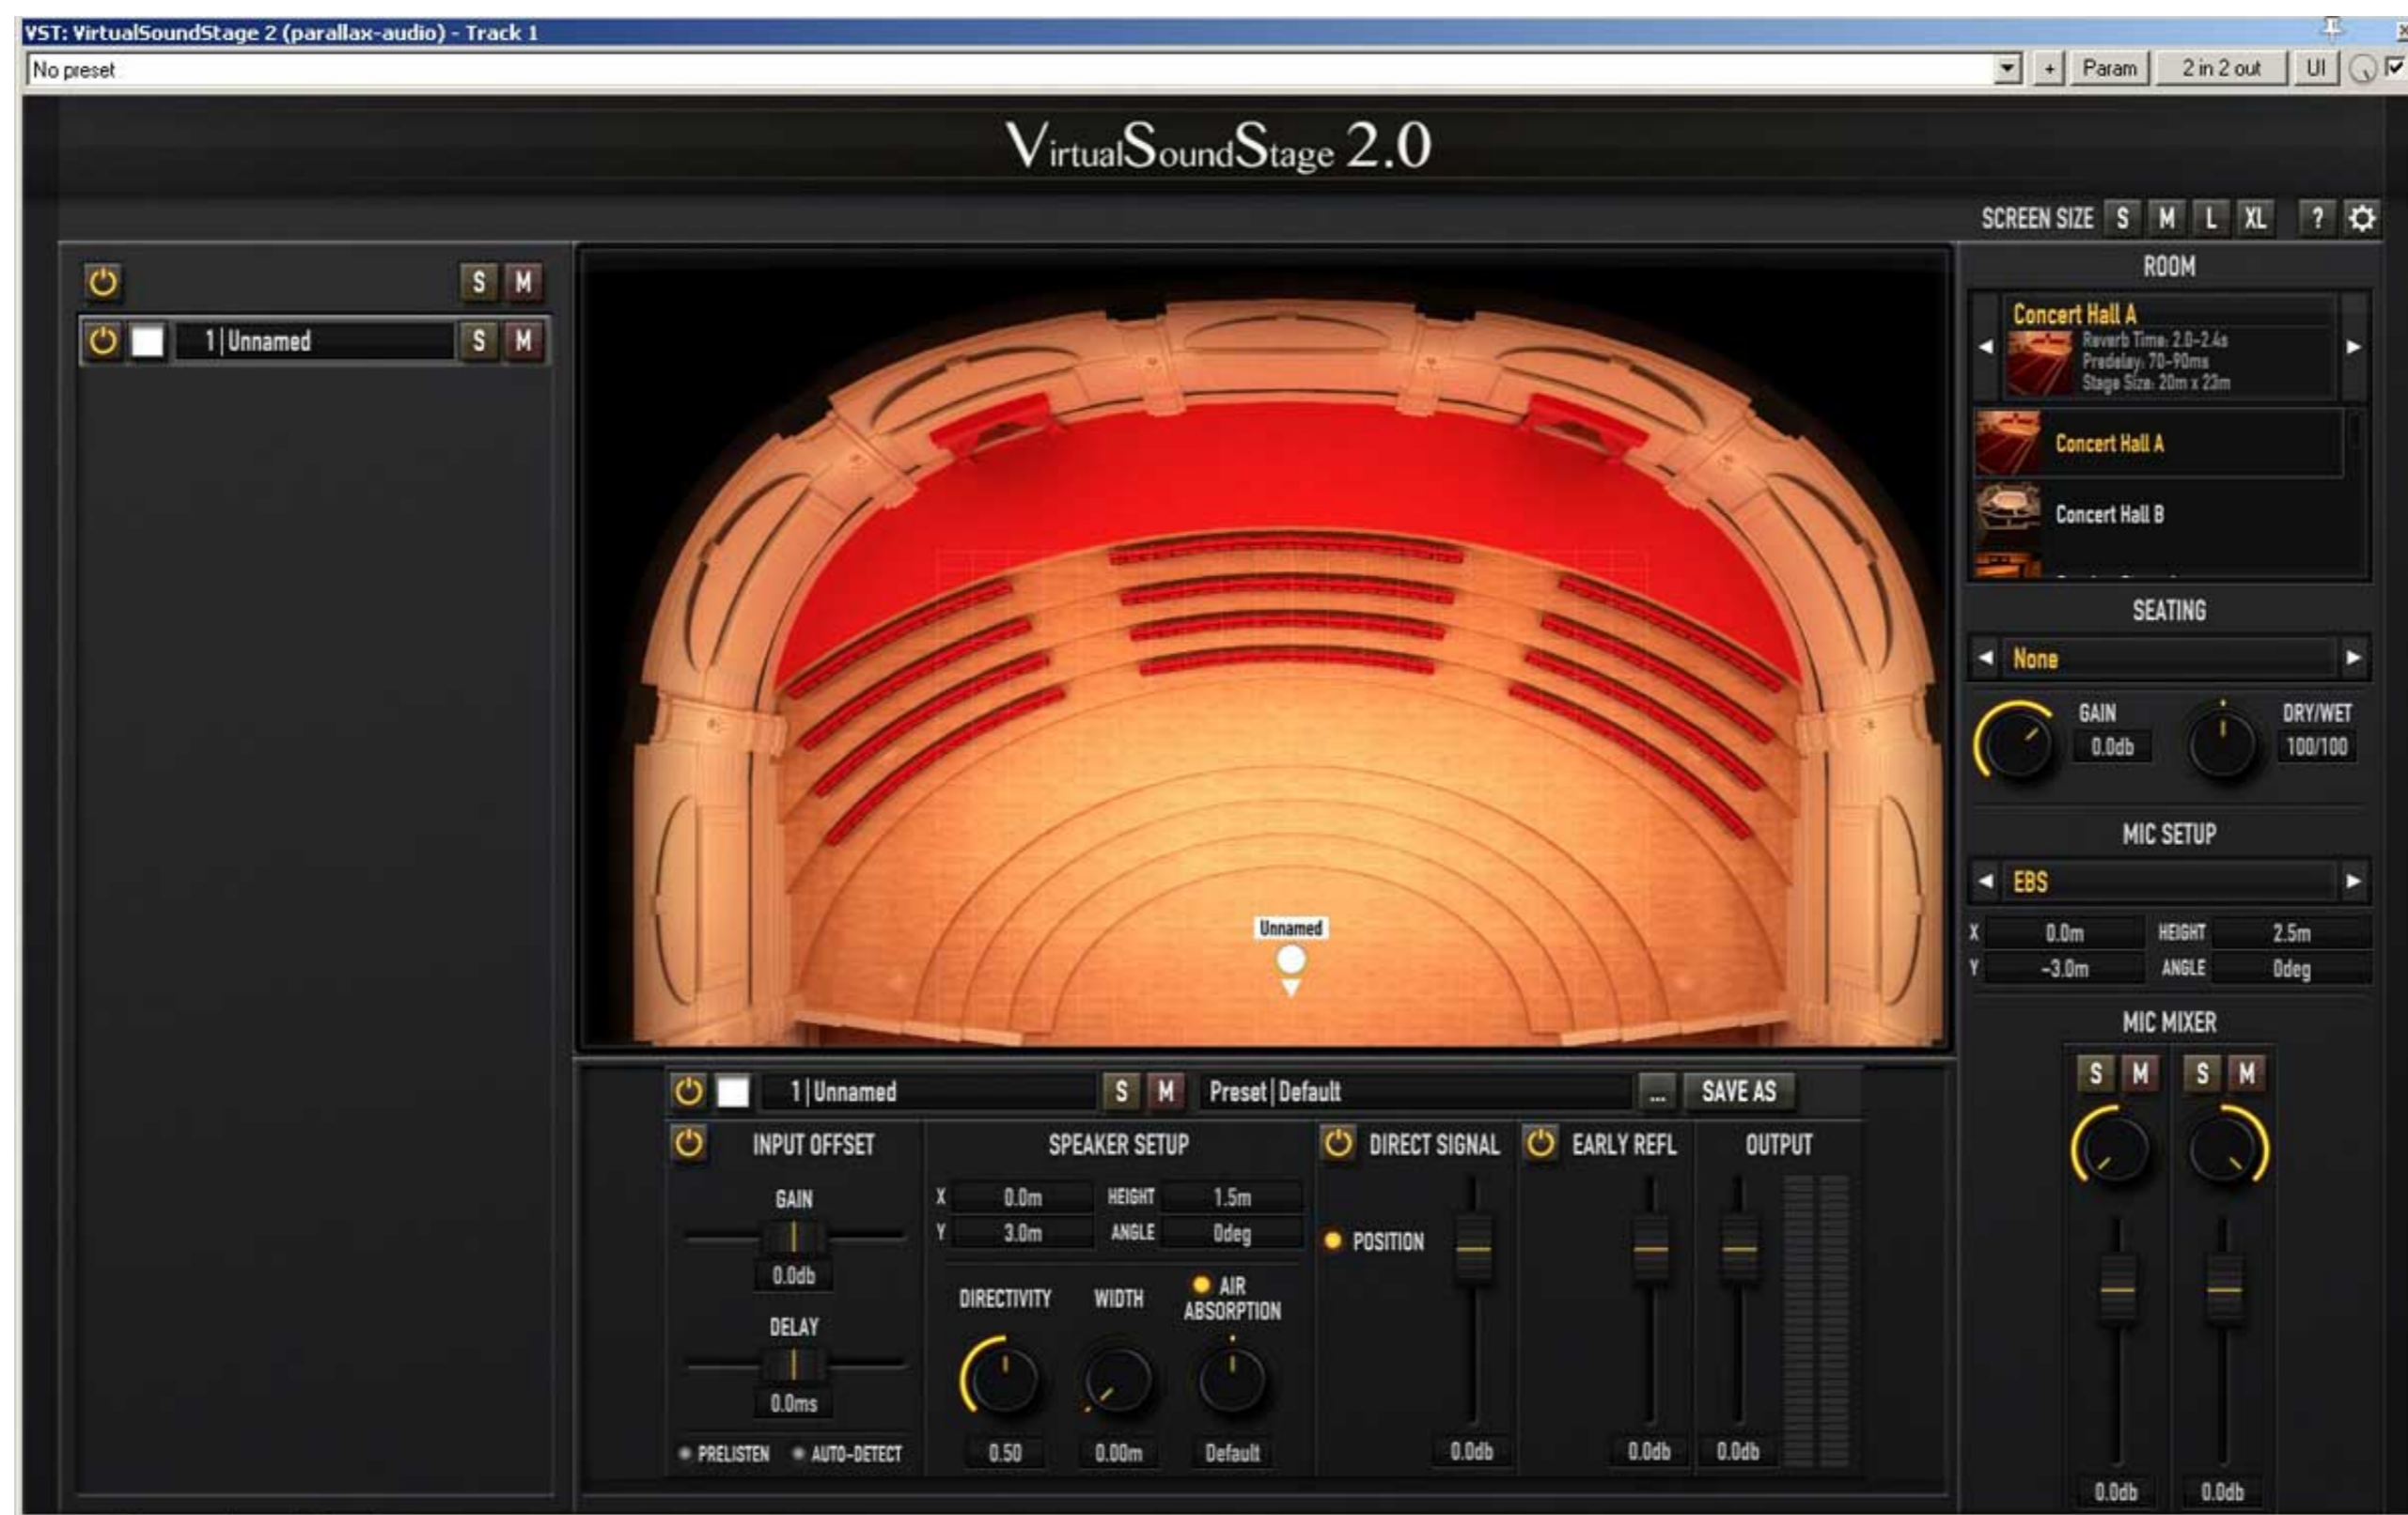 VST: VirtualSoundStage 2 (parallax-audio) - Track 1
No preset
+ Param 2 in 2 out UI
VirtualSoundStage 2.0
SCREEN SIZE S M L XL ?
S M
1|Unnamed S M
ROOM
Concert Hall A
Reverb Time: 2.0-2.4s
Predelay: 70-90ms
Stage Size: 20m x 23m
Concert Hall A
Concert Hall B
SEATING
None
GAIN
0.0db
DRY/WET
100/100
MIC SETUP
EBS
X 0.0m HEIGHT 2.5m
Y -3.0m ANGLE 0deg
MIC MIXER
S M S M
0.0db 0.0db
Unnamed
1|Unnamed S M Preset|Default ... SAVE AS
INPUT OFFSET
GAIN
0.0db
DELAY
0.0ms
PRELISTEN AUTO-DETECT
SPEAKER SETUP
X 0.0m HEIGHT 1.5m
Y 3.0m ANGLE 0deg
DIRECTIVITY
0.50
WIDTH
0.00m
AIR
ABSORPTION
Default
DIRECT SIGNAL
POSITION
0.0db
EARLY REFL
0.0db
OUTPUT
0.0db